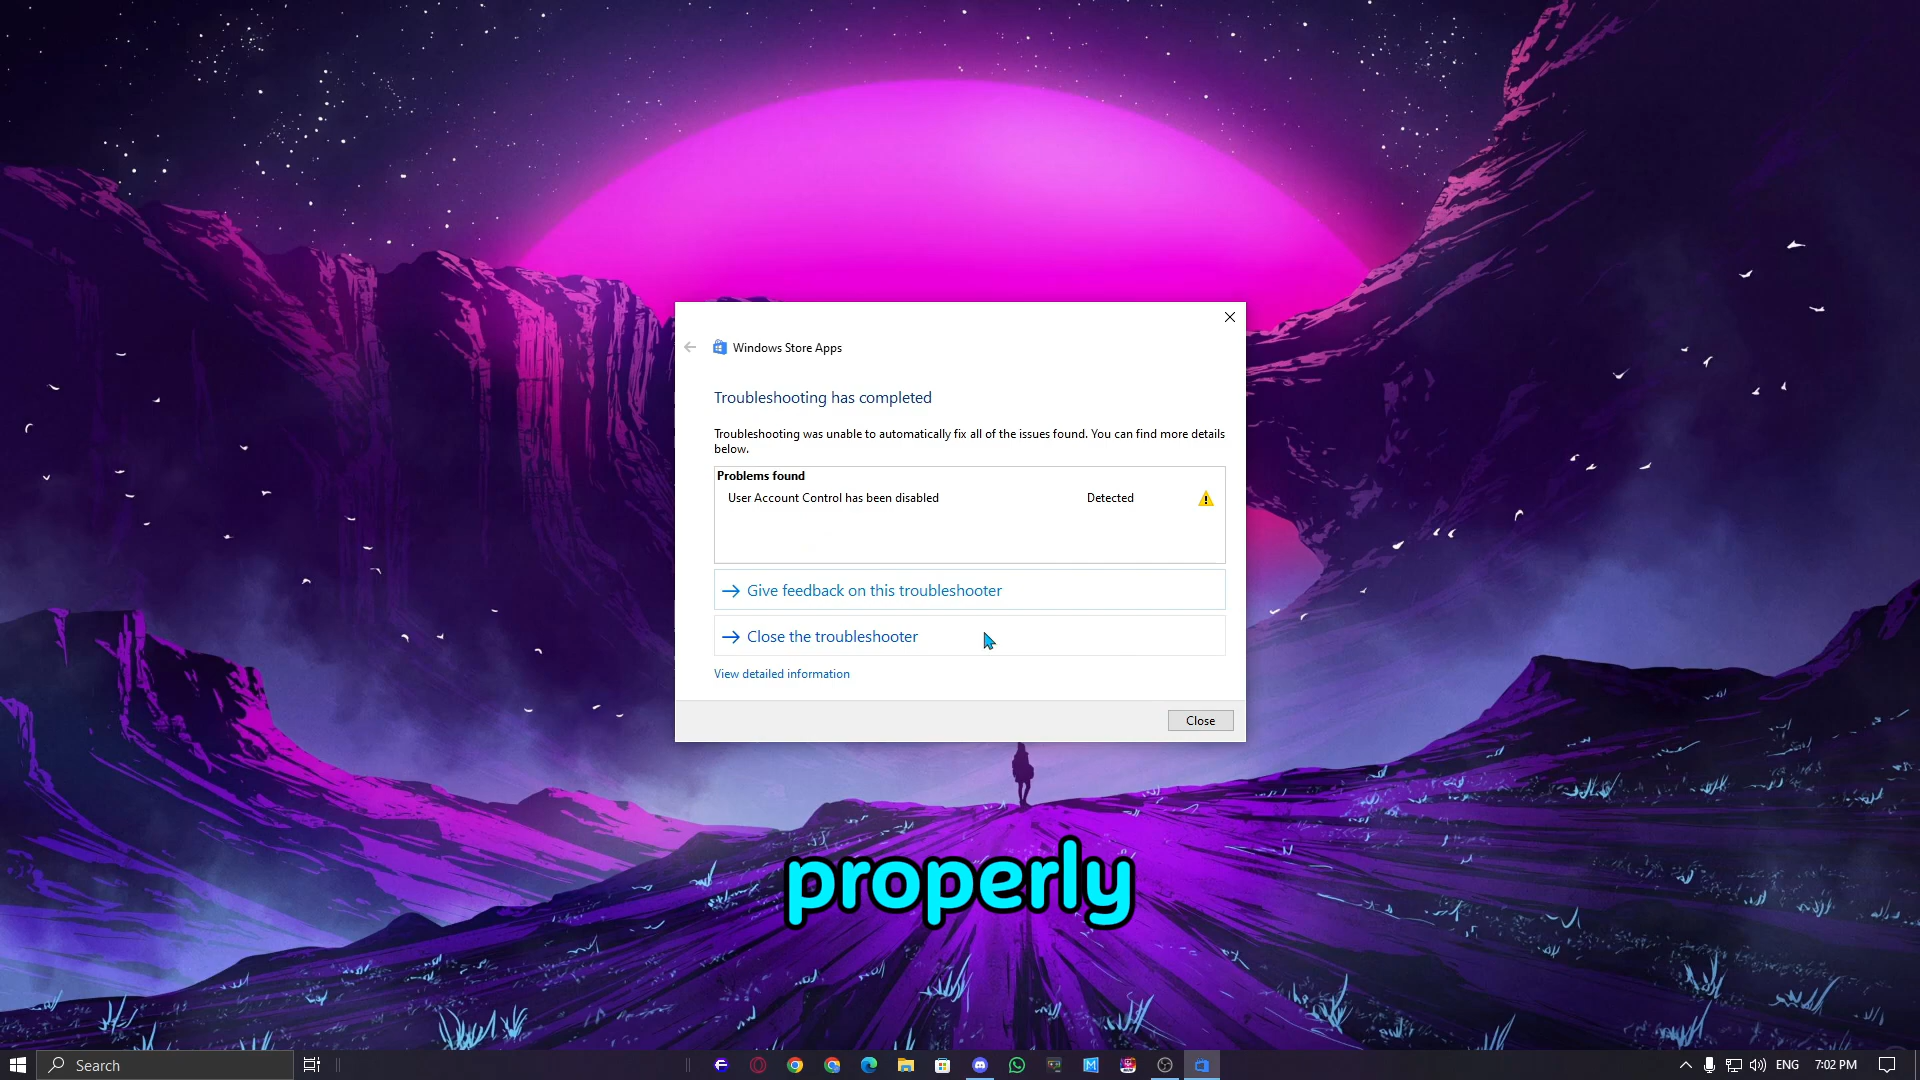 Windows Store Apps
Troubleshooting has completed
Troubleshooting was unable to automatically fix all of the issues found. You can find more details
below.
Problems found
User Account Control has been disabled Detected
Give feedback on this troubleshooter
Close the troubleshooter
View detailed information
Close
properly
Search
ENG 7:02 PM